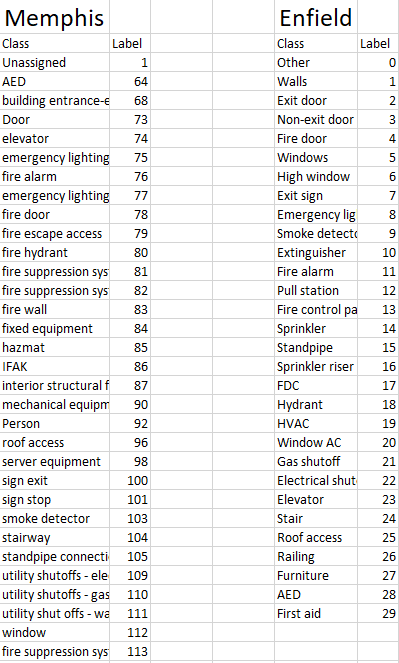 Memphis Enfield
Class Label Class Label
Unassigned 1 Other 0
AED 64 Walls 1
building entrance-e 68 Exit door 2
Door 73 Non-exit door 3
elevator 74 Fire door 4
emergency lighting 75 Windows 5
fire alarm 76 High window 6
emergency lighting 77 Exit sign 7
fire door 78 Emergency lig 8
fire escape access 79 Smoke detect 9
fire hydrant 80 Extinguisher 10
fire suppression sys 81 Fire alarm 11
fire suppression sys 82 Pull station 12
fire wall 83 Fire control pa 13
fixed equipment 84 Sprinkler 14
hazmat 85 Standpipe 15
IFAK 86 Sprinkler riser 16
interior structural f 87 FDC 17
mechanical equipm 90 Hydrant 18
Person 92 HVAC 19
roof access 96 Window AC 20
server equipment 98 Gas shutoff 21
sign exit 100 Electrical shut 22
sign stop 101 Elevator 23
smoke detector 103 Stair 24
stairway 104 Roof access 25
standpipe connecti 105 Railing 26
utility shutoffs - ele 109 Furniture 27
utility shutoffs - gas 110 AED 28
utility shut offs - wa 111 First aid 29
window 112
fire suppression sys 113